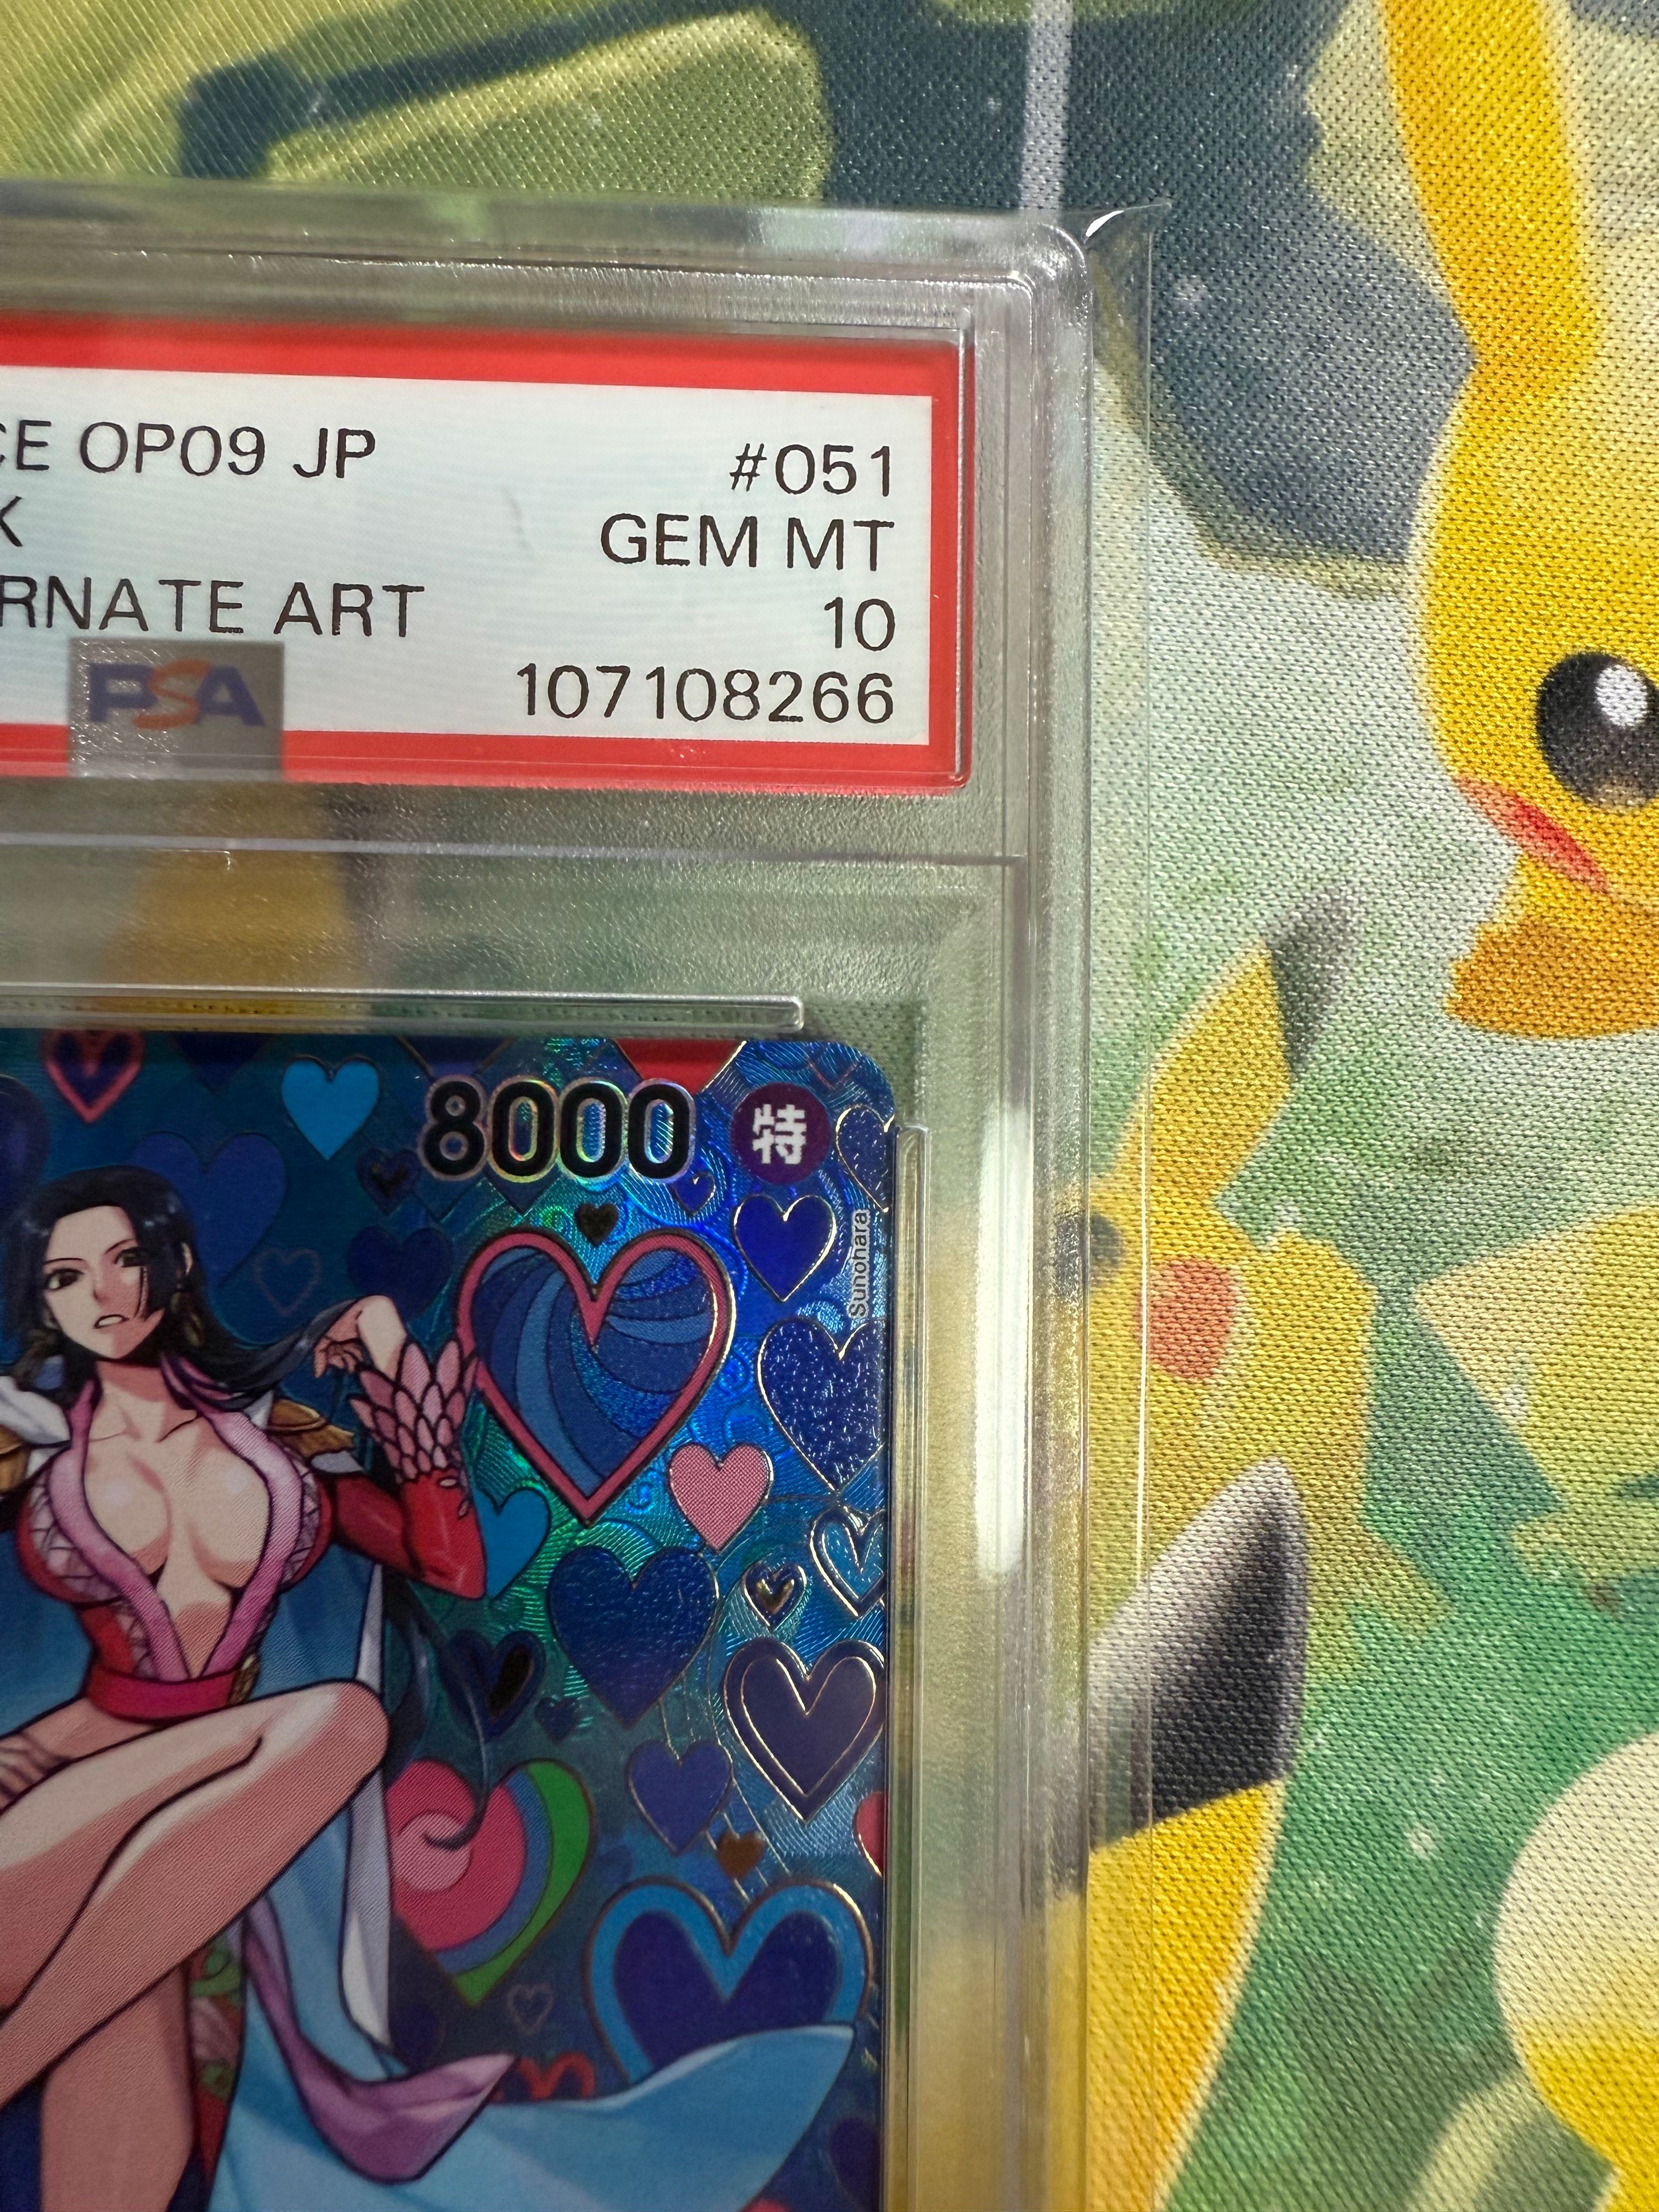 CE OP09 JP #051
K GEM MT
RNATE ART 10
PSA 107108266
8000 特
Sunohara